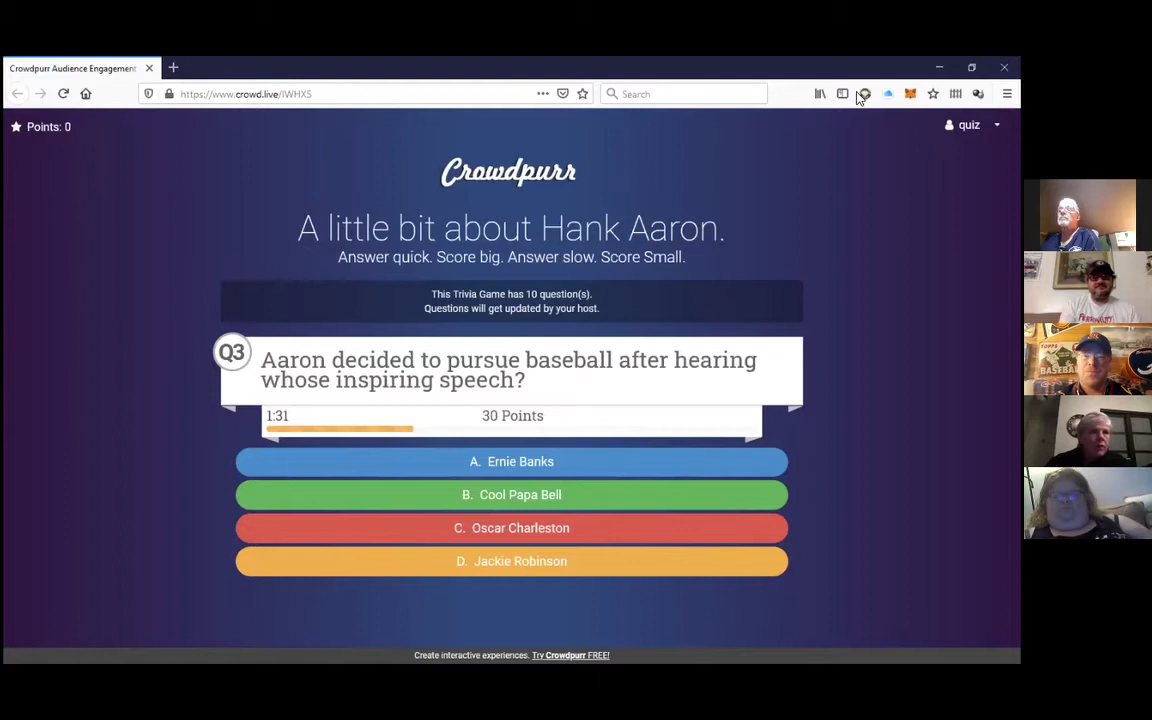 Crowdpurr Audience Engagement
https://www.crowd.live/IWHXS
Search
Points: 0
quiz
Crowdpurr
A little bit about Hank Aaron.
Answer quick. Score big. Answer slow. Score Small.
This Trivia Game has 10 question(s).
Questions will get updated by your host.
Q3
Aaron decided to pursue baseball after hearing
whose inspiring speech?
1:31
30 Points
A. Ernie Banks
B. Cool Papa Bell
C. Oscar Charleston
D. Jackie Robinson
Create interactive experiences. Try Crowdpurr FREE!
TOPPS
BASEBALL